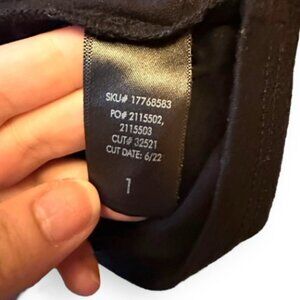 SKU# 17768583
PO# 2115502,
2115503
CUT# 32521
CUT DATE: 6/22
1